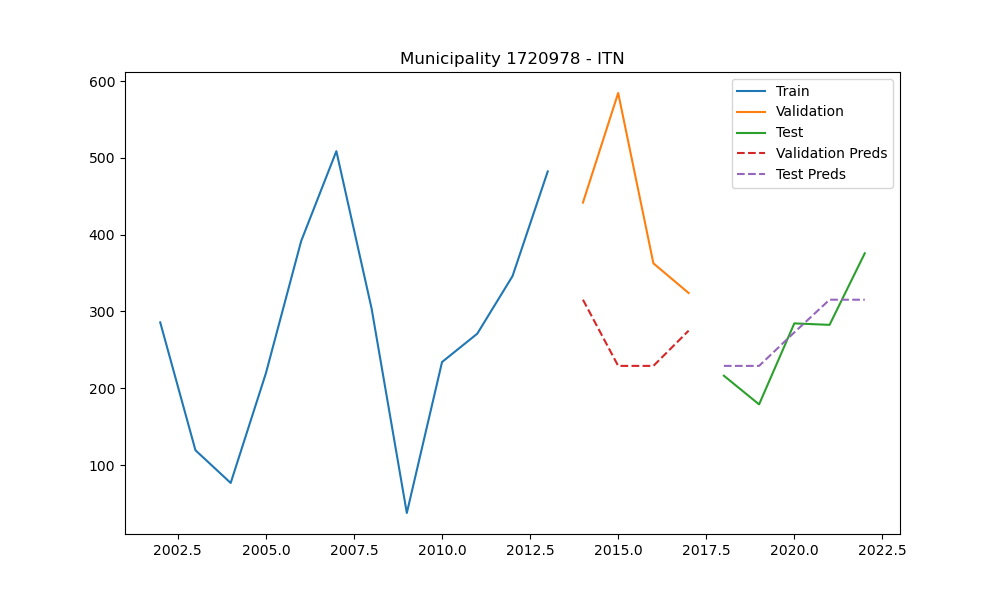 Municipality 1720978 - ITN
600
500
400
300
200
100
2002.5 2005.0 2007.5 2010.0 2012.5 2015.0 2017.5 2020.0 2022.5
Train
Validation
Test
Validation Preds
Test Preds